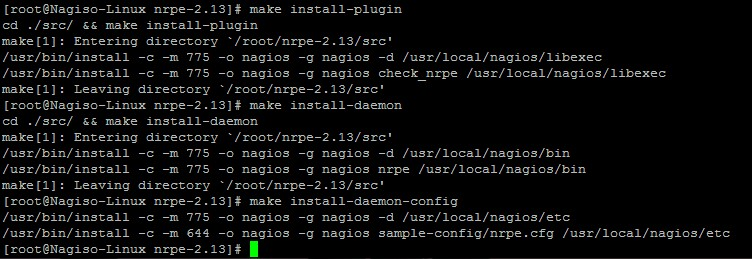 [root@Nagiso-Linux nrpe-2.13]# make install-plugin
cd ./src/ && make install-plugin
make[1]: Entering directory `/root/nrpe-2.13/src'
/usr/bin/install -c -m 775 -o nagios -g nagios -d /usr/local/nagios/libexec
/usr/bin/install -c -m 775 -o nagios -g nagios check_nrpe /usr/local/nagios/libexec
make[1]: Leaving directory `/root/nrpe-2.13/src'
[root@Nagiso-Linux nrpe-2.13]# make install-daemon
cd ./src/ && make install-daemon
make[1]: Entering directory `/root/nrpe-2.13/src'
/usr/bin/install -c -m 775 -o nagios -g nagios -d /usr/local/nagios/bin
/usr/bin/install -c -m 775 -o nagios -g nagios nrpe /usr/local/nagios/bin
make[1]: Leaving directory `/root/nrpe-2.13/src'
[root@Nagiso-Linux nrpe-2.13]# make install-daemon-config
/usr/bin/install -c -m 775 -o nagios -g nagios -d /usr/local/nagios/etc
/usr/bin/install -c -m 644 -o nagios -g nagios sample-config/nrpe.cfg /usr/local/nagios/etc
[root@Nagiso-Linux nrpe-2.13]#